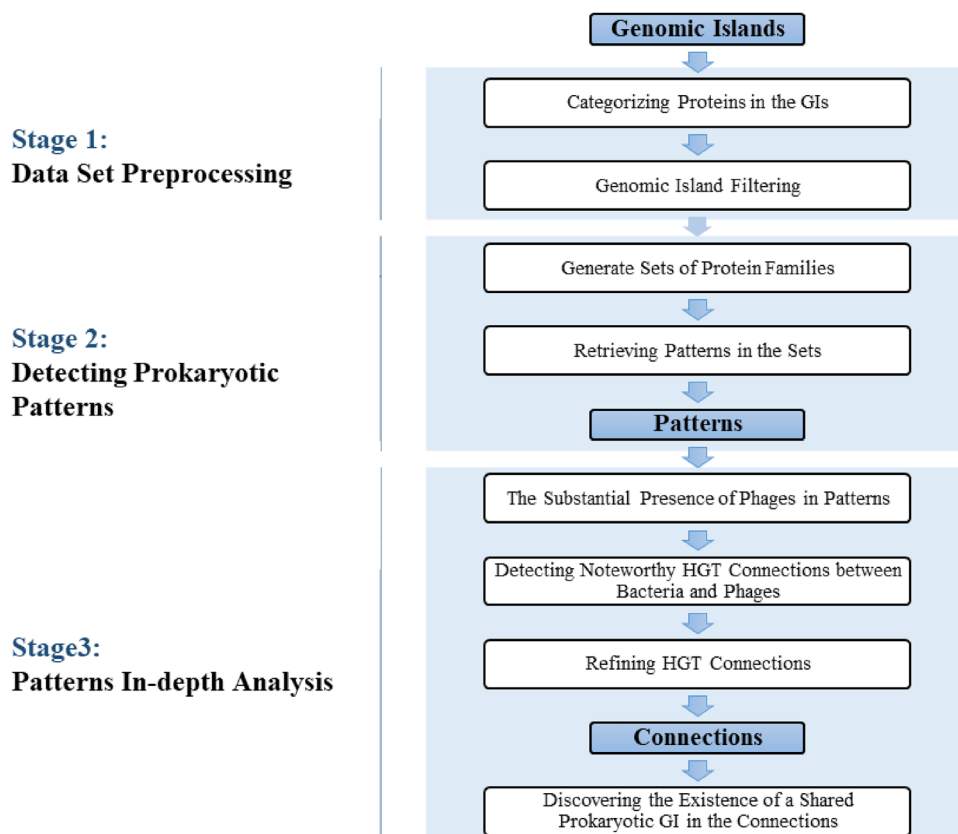 Genomic Islands
Stage 1:
Data Set Preprocessing
Categorizing Proteins in the GIs
Genomic Island Filtering
Stage 2:
Detecting Prokaryotic
Patterns
Generate Sets of Protein Families
Retrieving Patterns in the Sets
Patterns
Stage3:
Patterns In-depth Analysis
The Substantial Presence of Phages in Patterns
Detecting Noteworthy HGT Connections between
Bacteria and Phages
Refining HGT Connections
Connections
Discovering the Existence of a Shared
Prokaryotic GI in the Connections